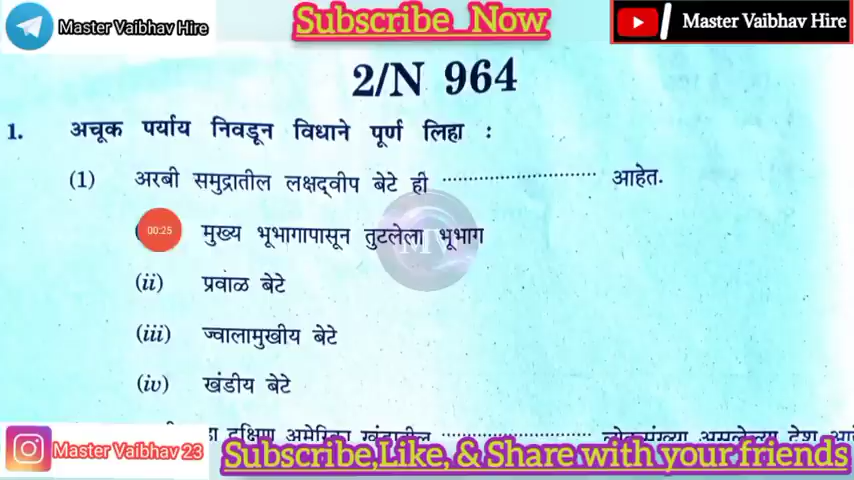 Master Vaibhav Hire
Subscribe Now
Master Vaibhav Hire
2/N 964
1. अचूक पर्याय निवडून विधाने पूर्ण लिहा :
(1) अरबी समुद्रातील लक्षद्वीप बेटे ही ............................ आहेत.
00:25 मुख्य भूभागापासून तुटलेला भूभाग
(ii) प्रवाळ बेटे
(iii) ज्वालामुखीय बेटे
(iv) खंडीय बेटे
दक्षिण अमेरिका खंडातील ............................ लोकसंख्या असलेल्या देश
Master Vaibhav 23
Subscribe,Like, & Share with your friends